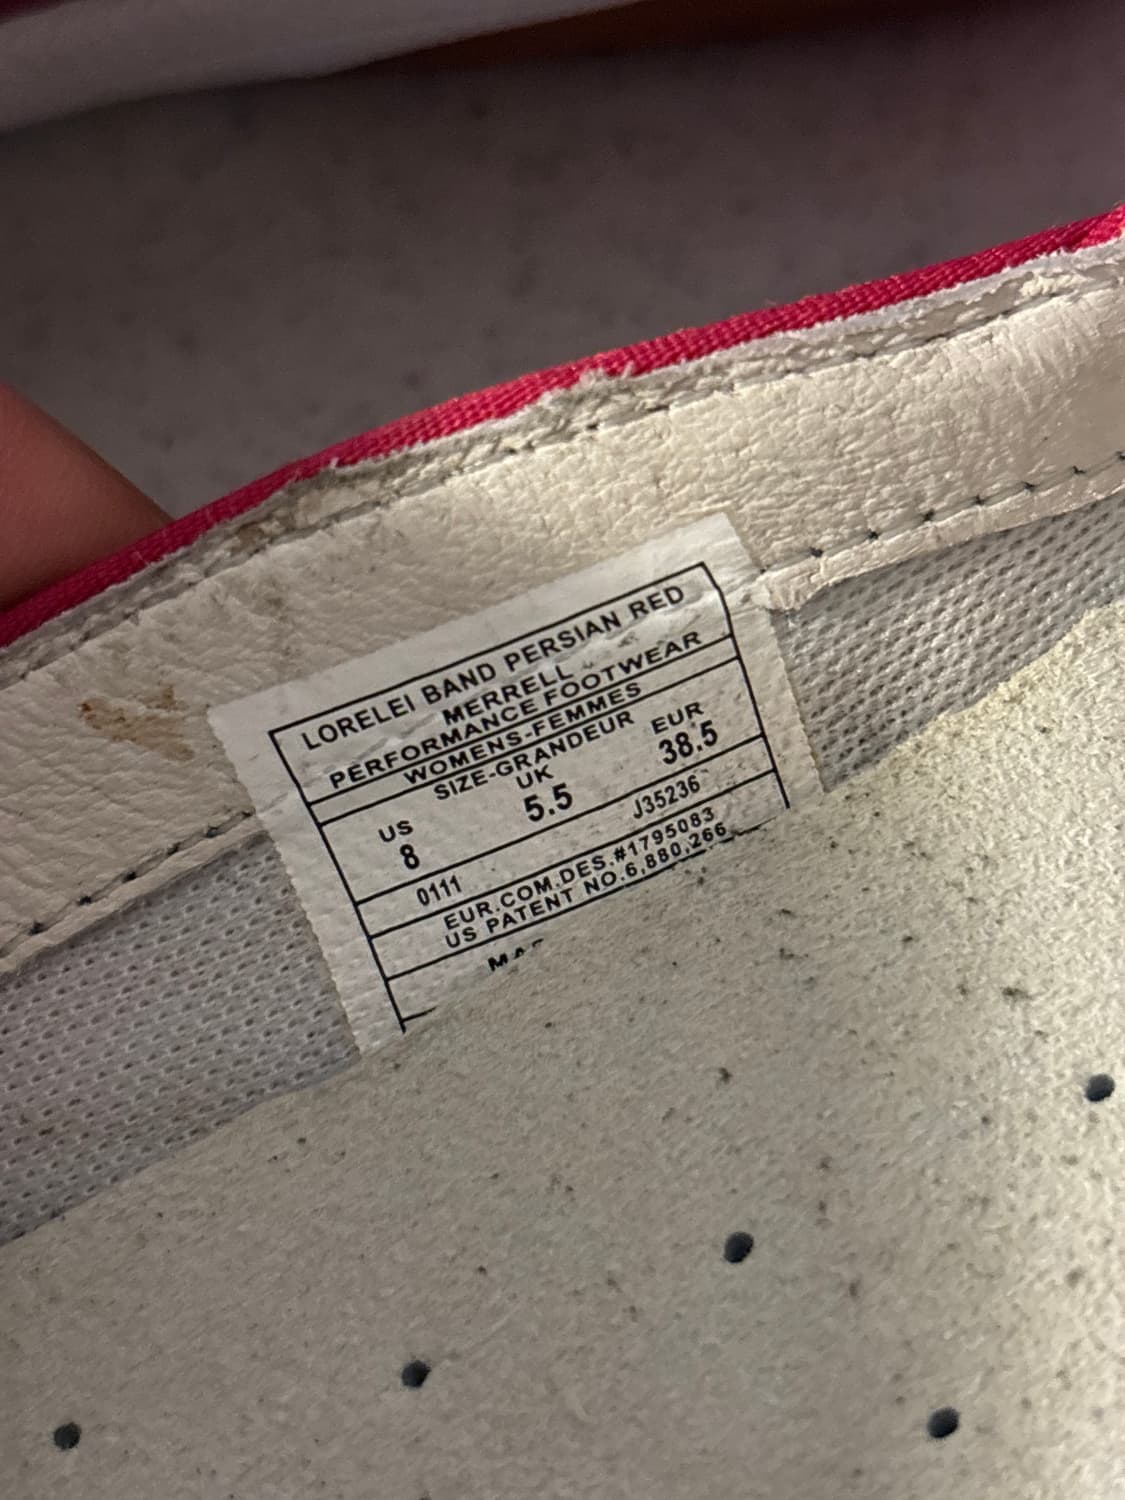 LORELEI BAND PERSIAN RED
MERRELL
PERFORMANCE FOOTWEAR
WOMENS-FEMMES
SIZE-GRANDEUR
US UK EUR
8 5.5 38.5
0111 J35236
EUR.COM.DES.#1795083
US PATENT NO.6,880,266